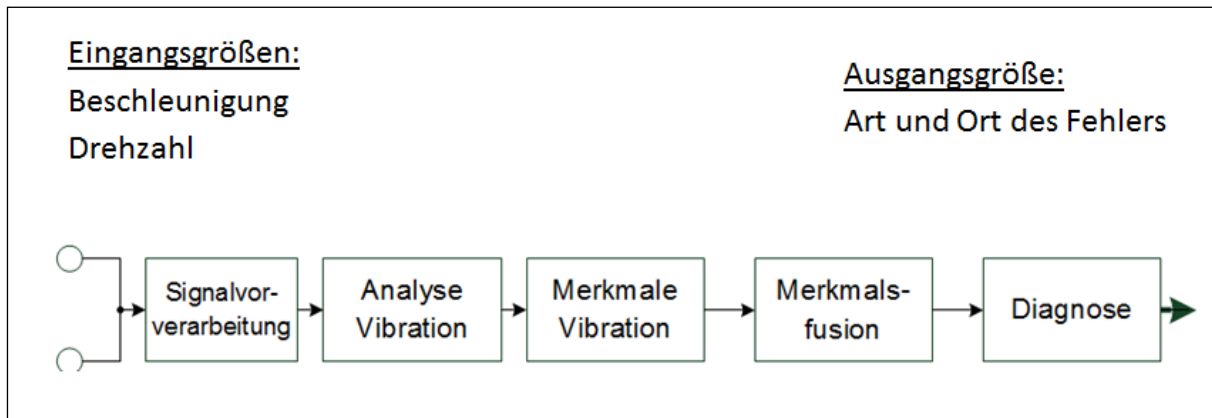 Eingangsgrößen:
Beschleunigung
Drehzahl
Ausgangsgröße:
Art und Ort des Fehlers
Signalvor-
verarbeitung
Analyse
Vibration
Merkmale
Vibration
Merkmals-
fusion
Diagnose